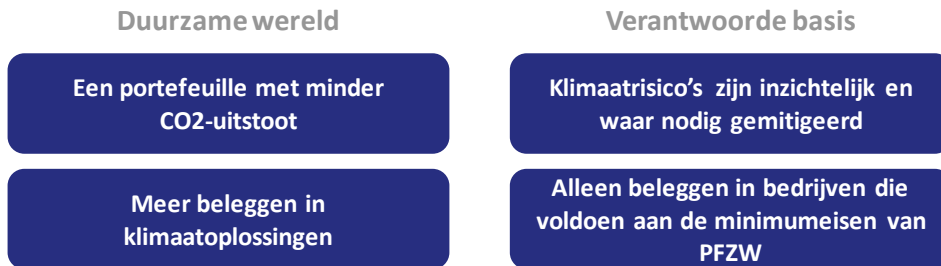 Duurzame wereld
Verantwoorde basis
Een portefeuille met minder
CO2-uitstoot
Klimaatrisico's zijn inzichtelijk en
waar nodig gemitigeerd
Meer beleggen in
klimaatoplossingen
Alleen beleggen in bedrijven die
voldoen aan de minimumeisen van
PFZW